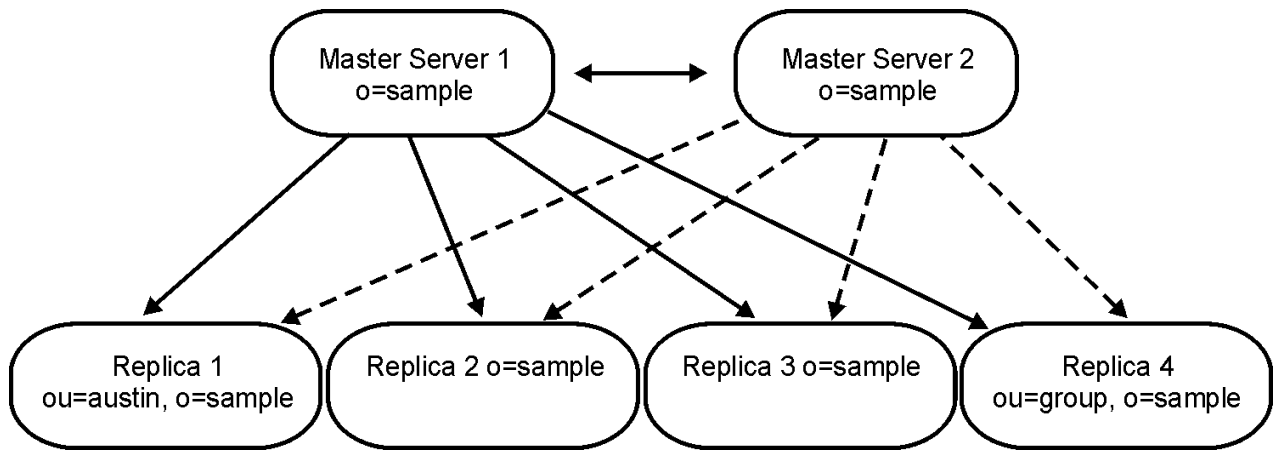 Master Server 1
o=sample
Master Server 2
o=sample
Replica 1
ou=austin, o=sample
Replica 2 o=sample
Replica 3 o=sample
Replica 4
ou=group, o=sample